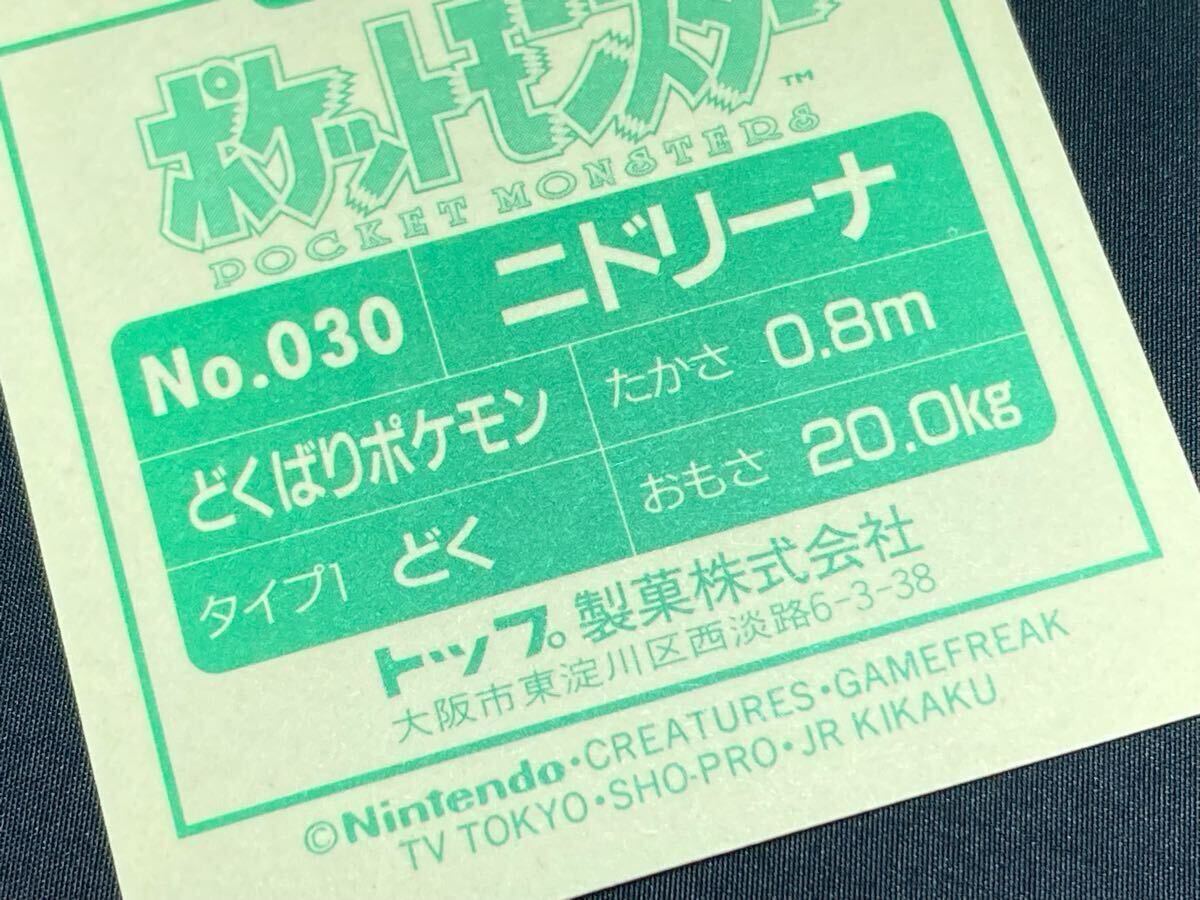 ポケットモンスター™
POCKET MONSTERS
No.030 ニドリーナ
どくばりポケモン たかさ 0.8m
タイプ1 どく おもさ 20.0kg
トップ製菓株式会社
大阪市東淀川区西淡路6-3-38
©Nintendo・CREATURES・GAMEFREAK
TV TOKYO・SHO-PRO・JR KIKAKU